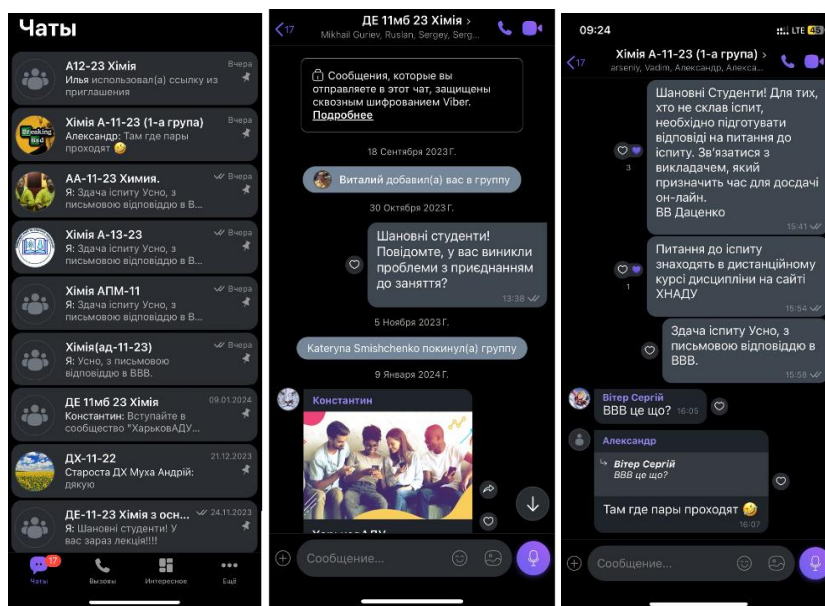 Чаты
А12-23 Хімія
Вчера
Илья использовал(а) ссылку из
приглашения
Хімія А-11-23 (1-а група)
Вчера
Александр: Там где пары
проходят 🤣
АА-11-23 Химия.
Вчера
Я: Здача іспиту Усно, з
письмовою відповіддю в В...
Хімія А-13-23
Вчера
Я: Здача іспиту Усно, з
письмовою відповіддю в В...
Хімія АПМ-11
Вчера
Я: Здача іспиту Усно, з
письмовою відповіддю в В...
Хімія(ад-11-23)
Вчера
Я: Усно, з письмовою
відповіддю в ВВВ.
ДЕ 11мб 23 Хімія
09.01.2024
Константин: Вступайте в
сообщество "ХарьковАДУ...
ДХ-11-22
21.12.2023
Староста ДХ Муха Андрій:
дякую
ДЕ-11-23 Хімія з осн...
24.11.2023
Я: Шановні студенти! У
вас зараз лекція!!!!
17
Чаты
Вызовы
Интересное
Ещё
17
ДЕ 11мб 23 Хімія >
Mikhail Guriev, Ruslan, Sergey, Serg...
Сообщения, которые вы
отправляете в этот чат, защищены
сквозным шифрованием Viber.
Подробнее
18 Сентября 2023 г.
Виталий добавил(а) вас в группу
30 Октября 2023 г.
Шановні студенти!
Повідомте, у вас виникли
проблеми з приєднанням
до заняття?
13:38
5 Ноября 2023 г.
Kateryna Smishchenko покинул(а) группу
9 Января 2024 г.
Константин
ХарьковАДУ
Сообщение...
09:24
LTE 45
17
Хімія А-11-23 (1-а група) >
arseniy, Vadim, Александр, Алекса...
Шановні Студенти! Для тих,
хто не склав іспит,
необхідно підготувати
відповіді на питання до
іспиту. Зв'язатися з
викладачем, який
призначить час для досдачі
он-лайн.
ВВ Даценко
15:41
3
Питання до іспиту
знаходять в дистанційному
курсі дисципліни на сайті
ХНАДУ
15:54
1
Здача іспиту Усно, з
письмовою відповіддю в
ВВВ.
15:58
Вітер Сергій
ВВВ це що? 16:05
Александр
Вітер Сергій
ВВВ це що?
Там где пары проходят 🤣
16:07
Сообщение...